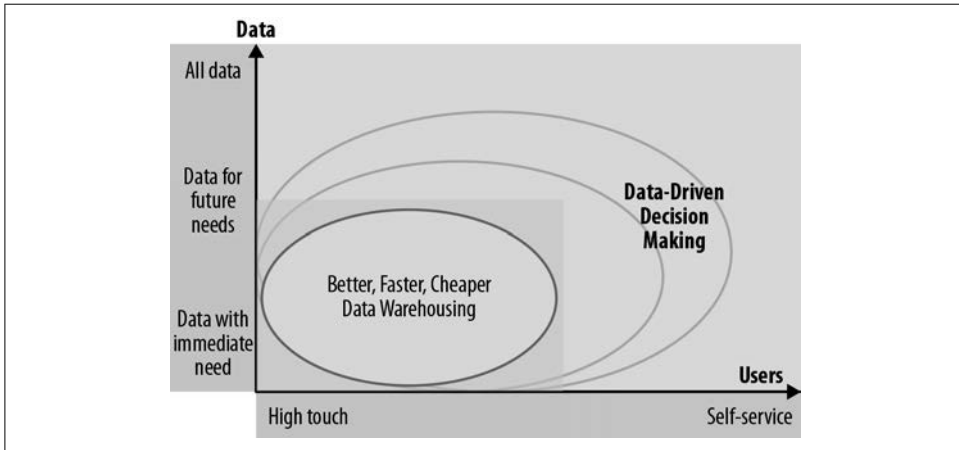 Data
All data
Data for
future
needs
Data-Driven
Decision
Making
Better, Faster, Cheaper
Data Warehousing
Data with
immediate
need
Users
High touch
Self-service